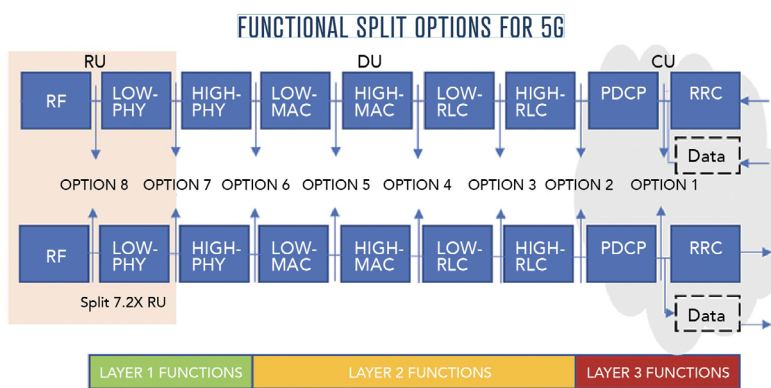 FUNCTIONAL SPLIT OPTIONS FOR 5G
RU DU CU
RF LOW- HIGH- LOW- HIGH- LOW- HIGH- PDCP RRC
PHY PHY MAC MAC RLC RLC
Data
OPTION 8 OPTION 7 OPTION 6 OPTION 5 OPTION 4 OPTION 3 OPTION 2 OPTION 1
RF LOW- HIGH- LOW- HIGH- LOW- HIGH- PDCP RRC
PHY PHY MAC MAC RLC RLC
Split 7.2X RU
Data
LAYER 1 FUNCTIONS LAYER 2 FUNCTIONS LAYER 3 FUNCTIONS